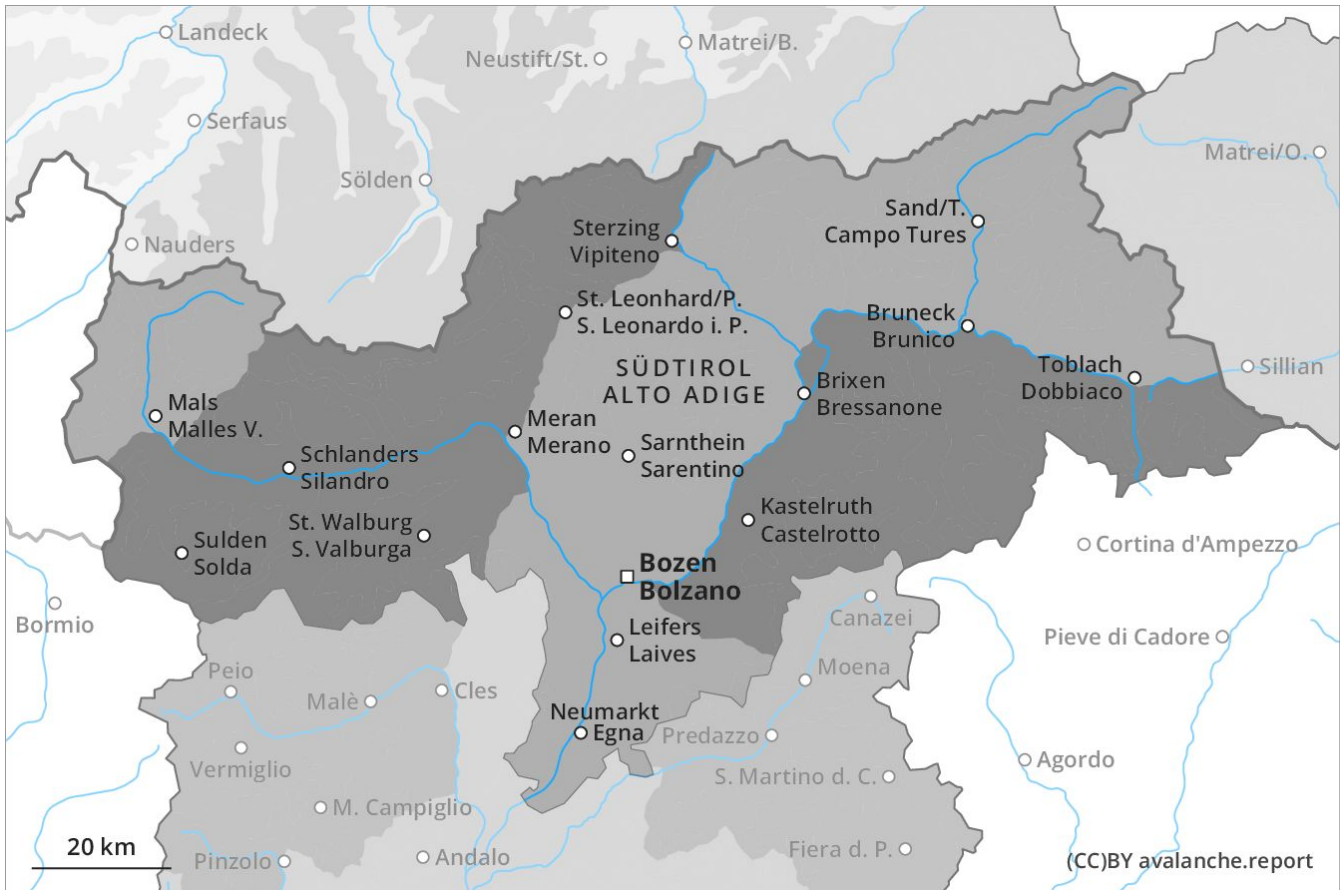 Landeck
Matrei/B.
Neustift/St.
Serfaus
Matrei/O.
Sölden
Sand/T.
Campo Tures
Sterzing
Vipiteno
Nauders
St. Leonhard/P.
S. Leonardo i. P.
Bruneck
Brunico
Toblach
Dobbiaco
Sillian
SÜDTIROL
ALTO ADIGE
Brixen
Bressanone
Mals
Malles V.
Meran
Merano
Schlanders
Silandro
Sarnthein
Sarentino
Kastelruth
Castelrotto
St. Walburg
S. Valburga
Sulden
Solda
Cortina d'Ampezzo
Bozen
Bolzano
Bormio
Canazei
Leifers
Laives
Pieve di Cadore
Peio
Moena
Malè
Cles
Neumarkt
Egna
Predazzo
Vermiglio
S. Martino d. C.
Agordo
M. Campiglio
20 km
Pinzolo
Andalo
Fiera d. P.
(CC)BY avalanche.report